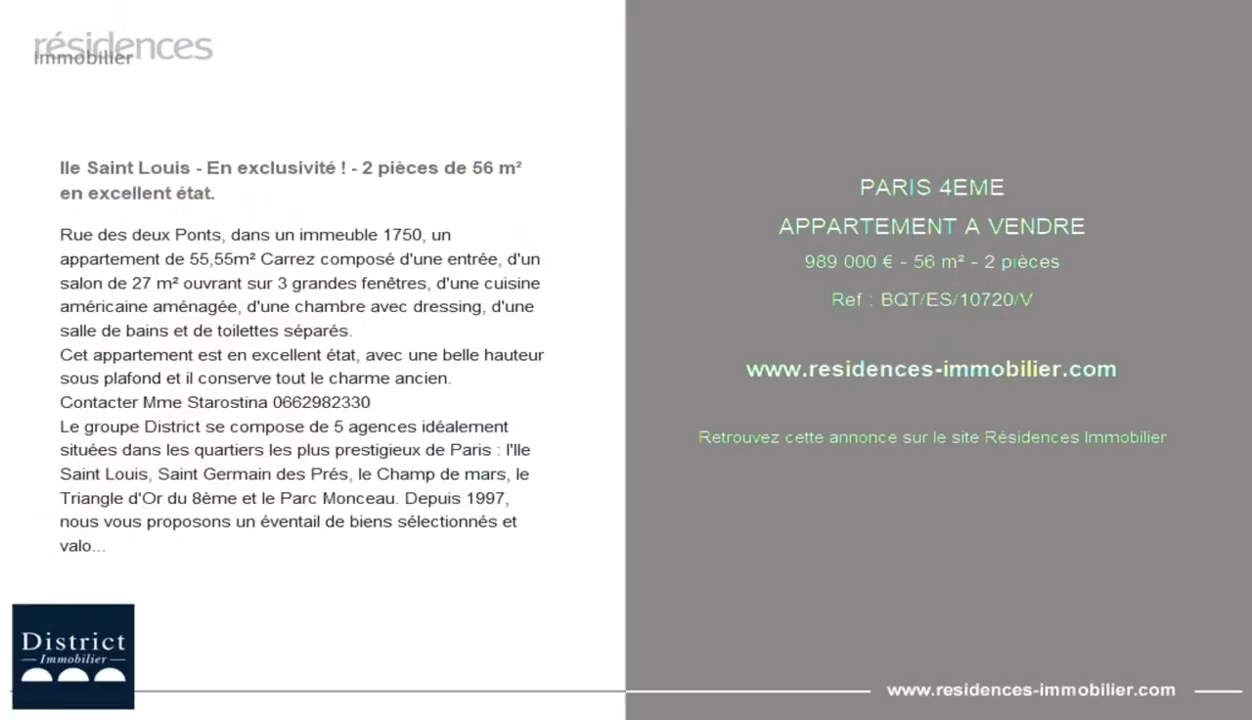 résidences
Immobilier
Ile Saint Louis - En exclusivité ! - 2 pièces de 56 m²
en excellent état.
Rue des deux Ponts, dans un immeuble 1750, un
appartement de 55,55m² Carrez composé d'une entrée, d'un
salon de 27 m² ouvrant sur 3 grandes fenêtres, d'une cuisine
américaine aménagée, d'une chambre avec dressing, d'une
salle de bains et de toilettes séparés.
Cet appartement est en excellent état, avec une belle hauteur
sous plafond et il conserve tout le charme ancien.
Contacter Mme Starostina 0662982330
Le groupe District se compose de 5 agences idéalement
situées dans les quartiers les plus prestigieux de Paris : l'Ile
Saint Louis, Saint Germain des Prés, le Champ de mars, le
Triangle d'Or du 8ème et le Parc Monceau. Depuis 1997,
nous vous proposons un éventail de biens sélectionnés et
valo...
District
Immobilier
PARIS 4EME
APPARTEMENT A VENDRE
989 000 € - 56 m² - 2 pièces
Ref : BQT/ES/10720/V
www.residences-immobilier.com
Retrouvez cette annonce sur le site Résidences Immobilier
www.residences-immobilier.com